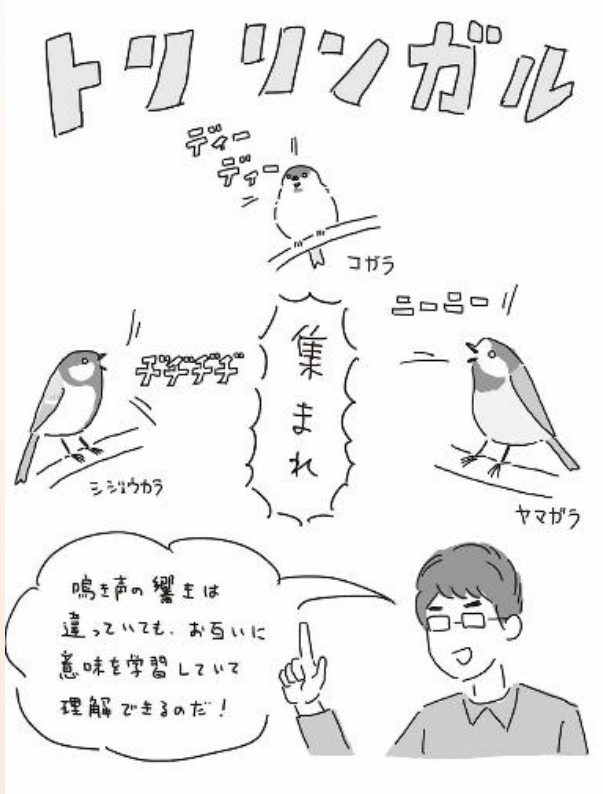 トリリンガル
ディー
ディー
コガラ
ニーニー
ヂヂヂヂ
集まれ
シジュウカラ
ヤマガラ
鳴き声の響きは
違っていても、お互いに
意味を学習していて
理解できるのだ！